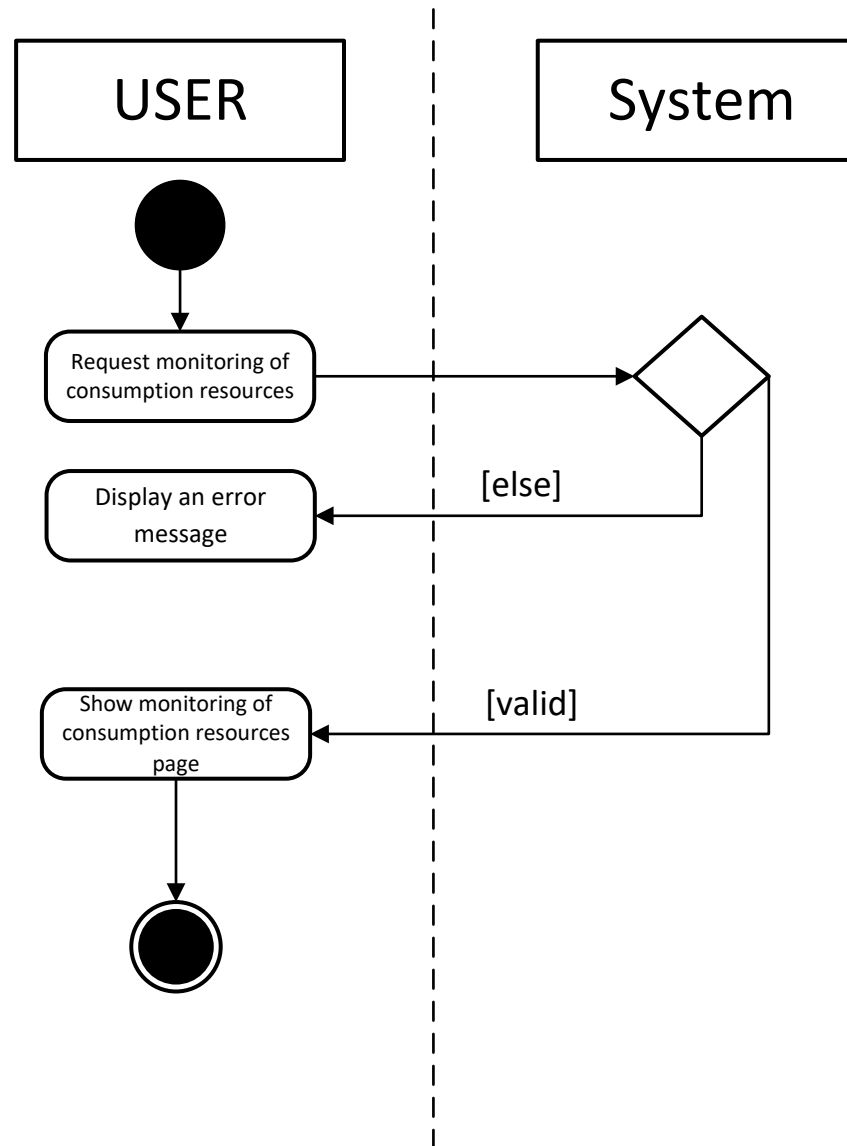 USER
System
Request monitoring of
consumption resources
[else]
Display an error
message
[valid]
Show monitoring of
consumption resources
page